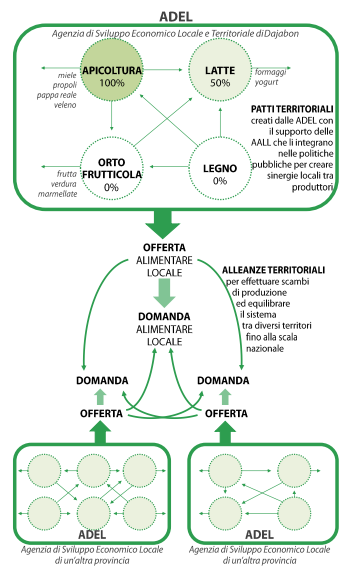 ADEL
Agenzia di Sviluppo Economico Locale e Territoriale di Dajabon
APICOLTURA
100%
miele
propoli
pappa reale
veleno
LATTE
50%
formaggi
yogurt
ORTO
FRUTTICOLA
0%
frutta
verdura
marmellate
LEGNO
0%
PATTI TERRITORIALI
creati dalle ADEL con
il supporto delle
AALL che li integrano
nelle politiche
pubbliche per creare
sinergie locali tra
produttori
OFFERTA
ALIMENTARE
LOCALE
DOMANDA
ALIMENTARE
LOCALE
ALLEANZE TERRITORIALI
per effettuare scambi
di produzione
ed equilibrare
il sistema
tra diversi territori
fino alla scala
nazionale
DOMANDA
OFFERTA
DOMANDA
OFFERTA
ADEL
Agenzia di Sviluppo Economico Locale
di un'altra provincia
ADEL
Agenzia di Sviluppo Economico Locale
di un'altra provincia